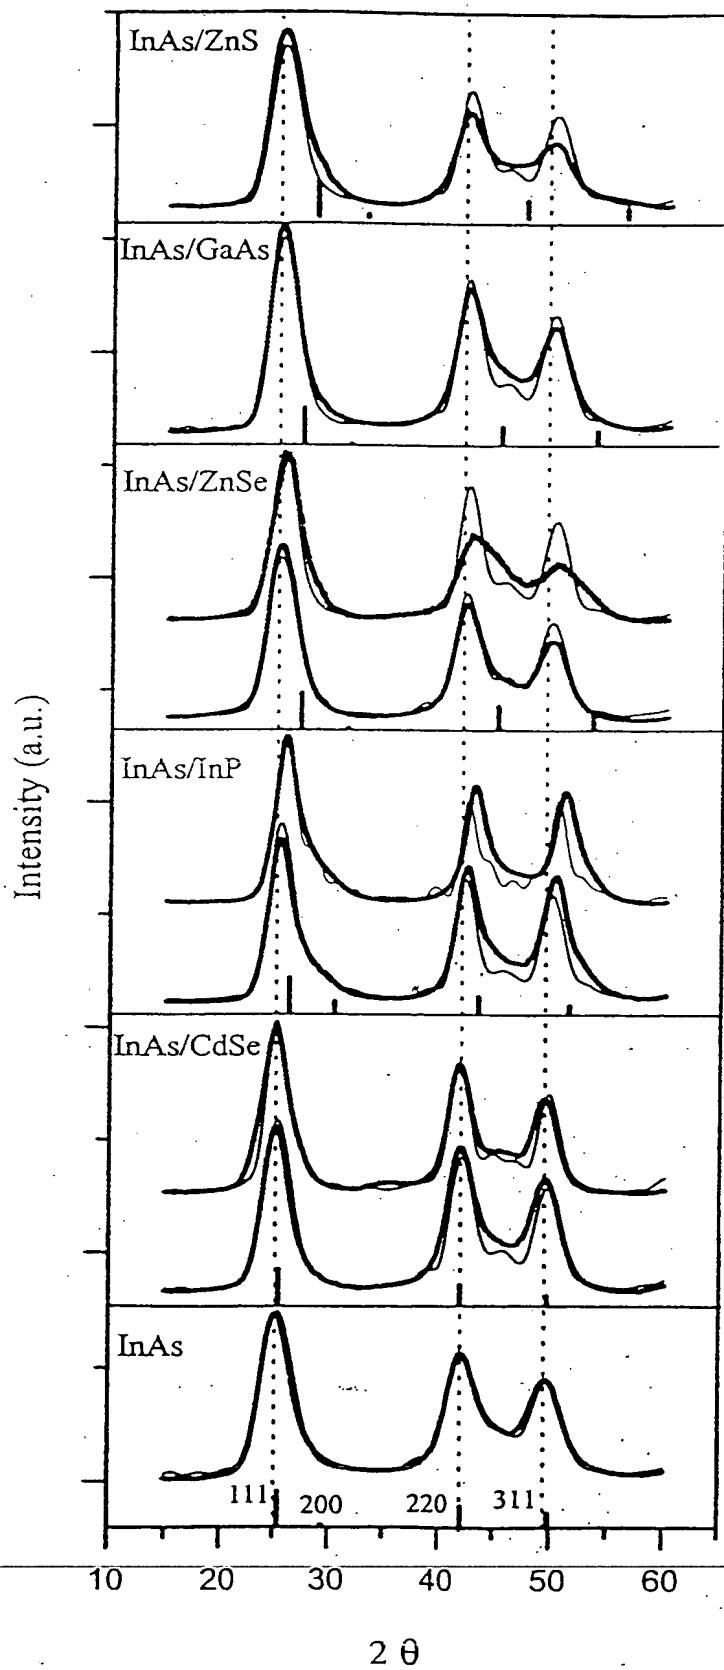 InAs/ZnS
InAs/GaAs
InAs/ZnSe
InAs/InP
InAs/CdSe
InAs
111
200
220
311
10 20 30 40 50 60
2 θ
Intensity (a.u.)